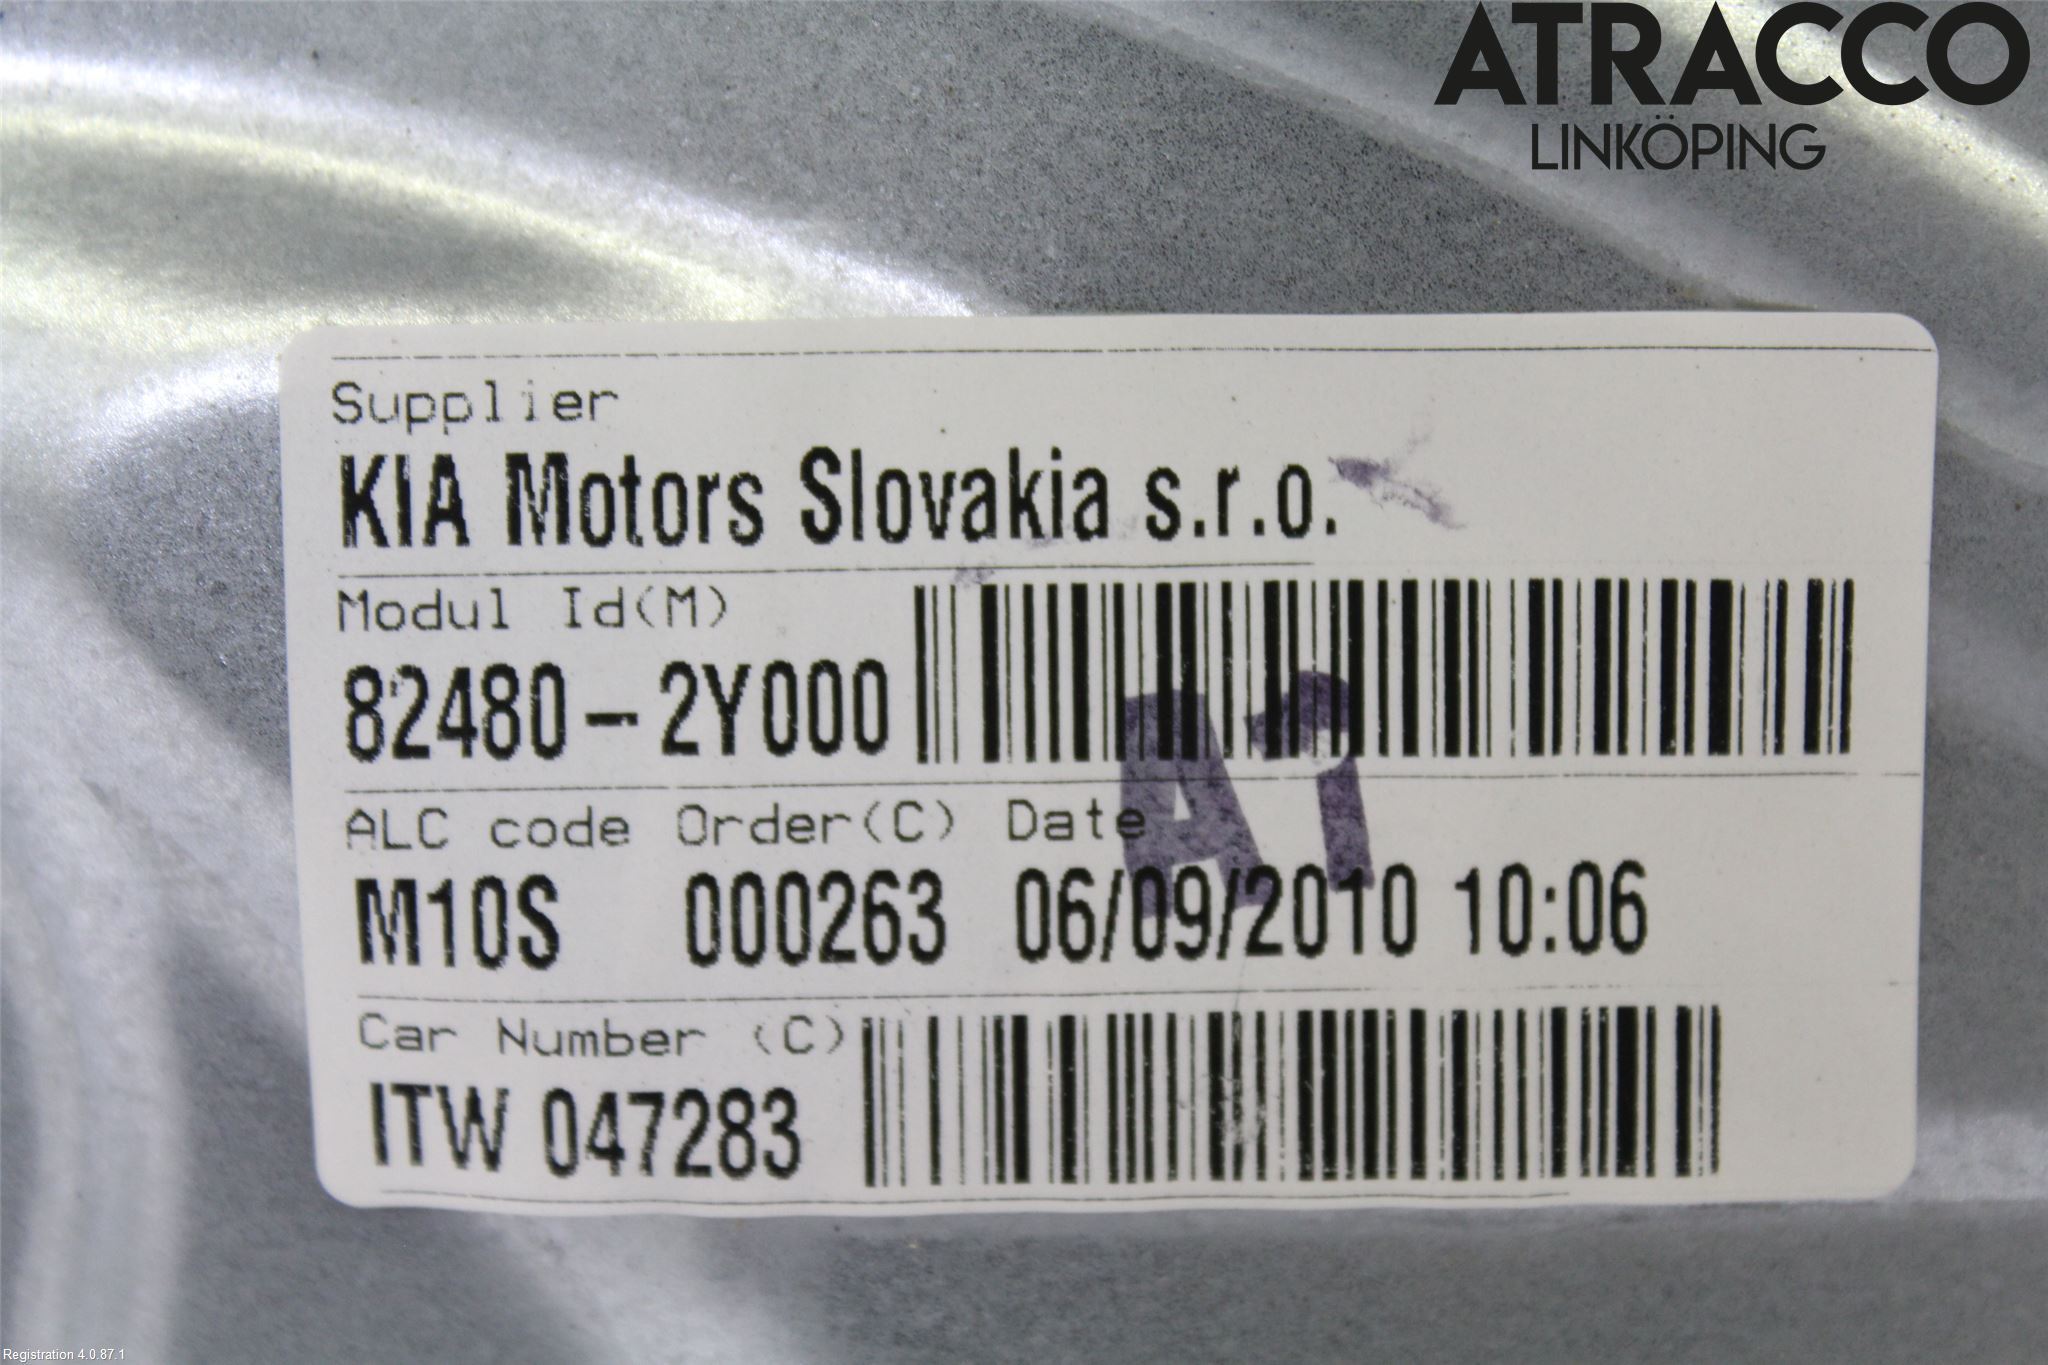 ATRACCO
LINKÖPING
Supplier
KIA Motors Slovakia s.r.o.
Modul Id(M)
82480-2Y000
A1
ALC code Order(C) Date
M10S 000263 06/09/2010 10:06
Car Number (C)
ITW 047283
Registration 4.0.87.1